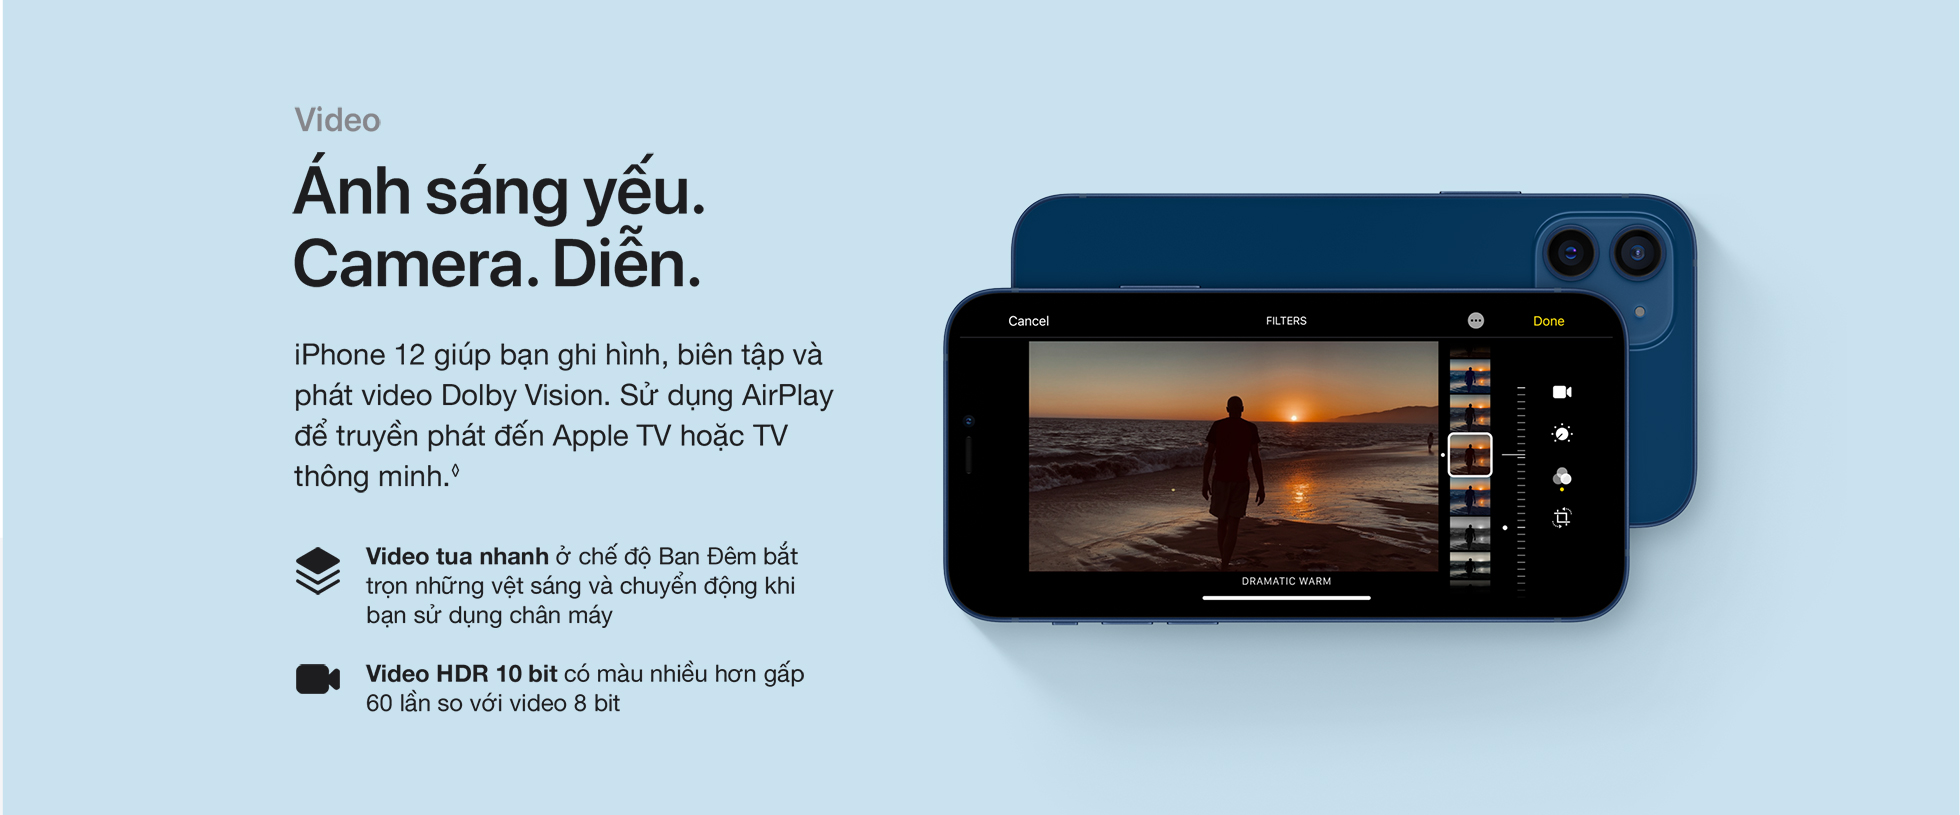 Video
Ánh sáng yếu.
Camera. Diễn.
iPhone 12 giúp bạn ghi hình, biên tập và
phát video Dolby Vision. Sử dụng AirPlay
để truyền phát đến Apple TV hoặc TV
thông minh.◊
Video tua nhanh ở chế độ Ban Đêm bắt
trọn những vệt sáng và chuyển động khi
bạn sử dụng chân máy
Video HDR 10 bit có màu nhiều hơn gấp
60 lần so với video 8 bit
Cancel
FILTERS
Done
DRAMATIC WARM